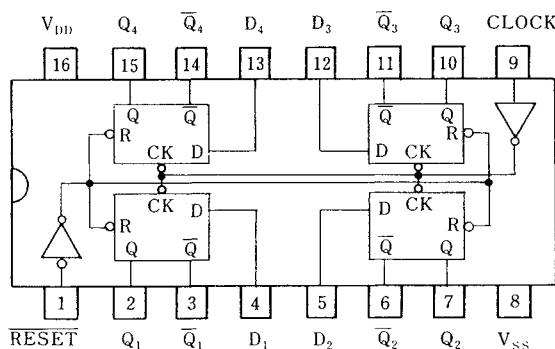 V_DD Q₄ Q̅₄ D₄ D₃ Q̅₃ Q₃ CLOCK
16 15 14 13 12 11 10 9
Q Q̅ Q̅ Q
R CK D D CK R
R CK D D CK R
Q Q̅ Q̅ Q
1 2 3 4 5 6 7 8
R̅E̅S̅E̅T̅ Q₁ Q̅₁ D₁ D₂ Q̅₂ Q₂ V_SS